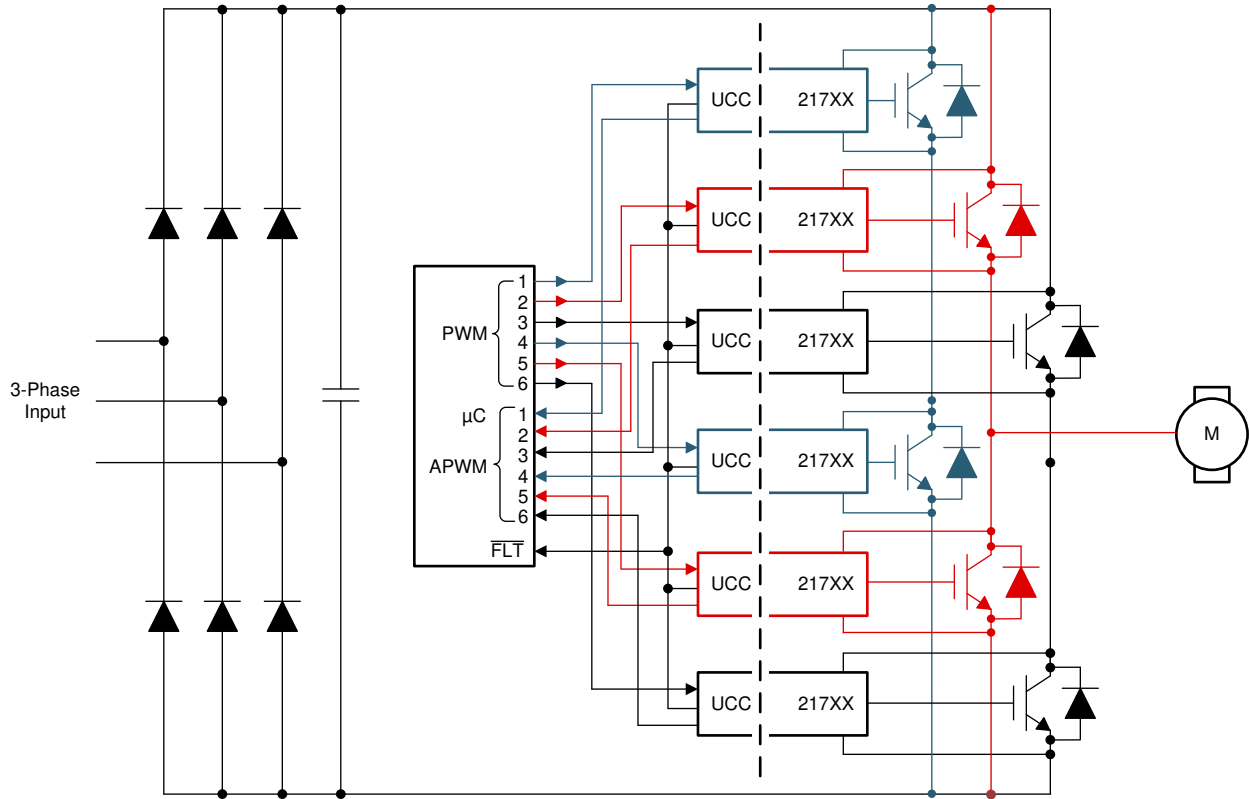 UCC 217XX
UCC 217XX
1
2
3
4
5
6
PWM
UCC 217XX
3-Phase
Input
µC
1
2
3
4
5
6
APWM
M
UCC 217XX
FLT
UCC 217XX
UCC 217XX